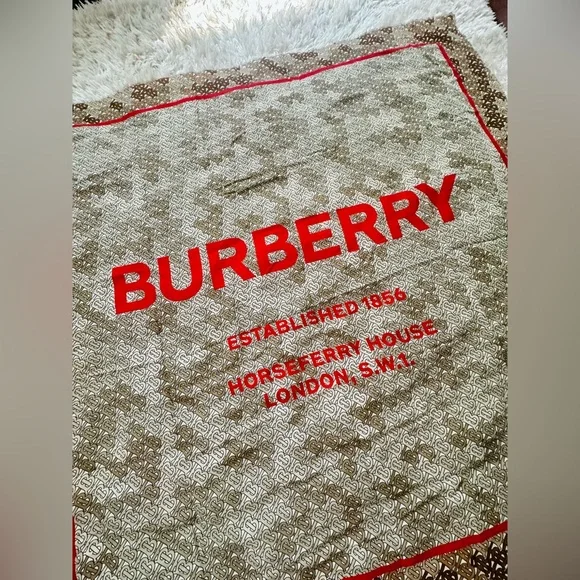 BURBERRY
ESTABLISHED 1856
HORSEFERRY HOUSE
LONDON, S.W.1.